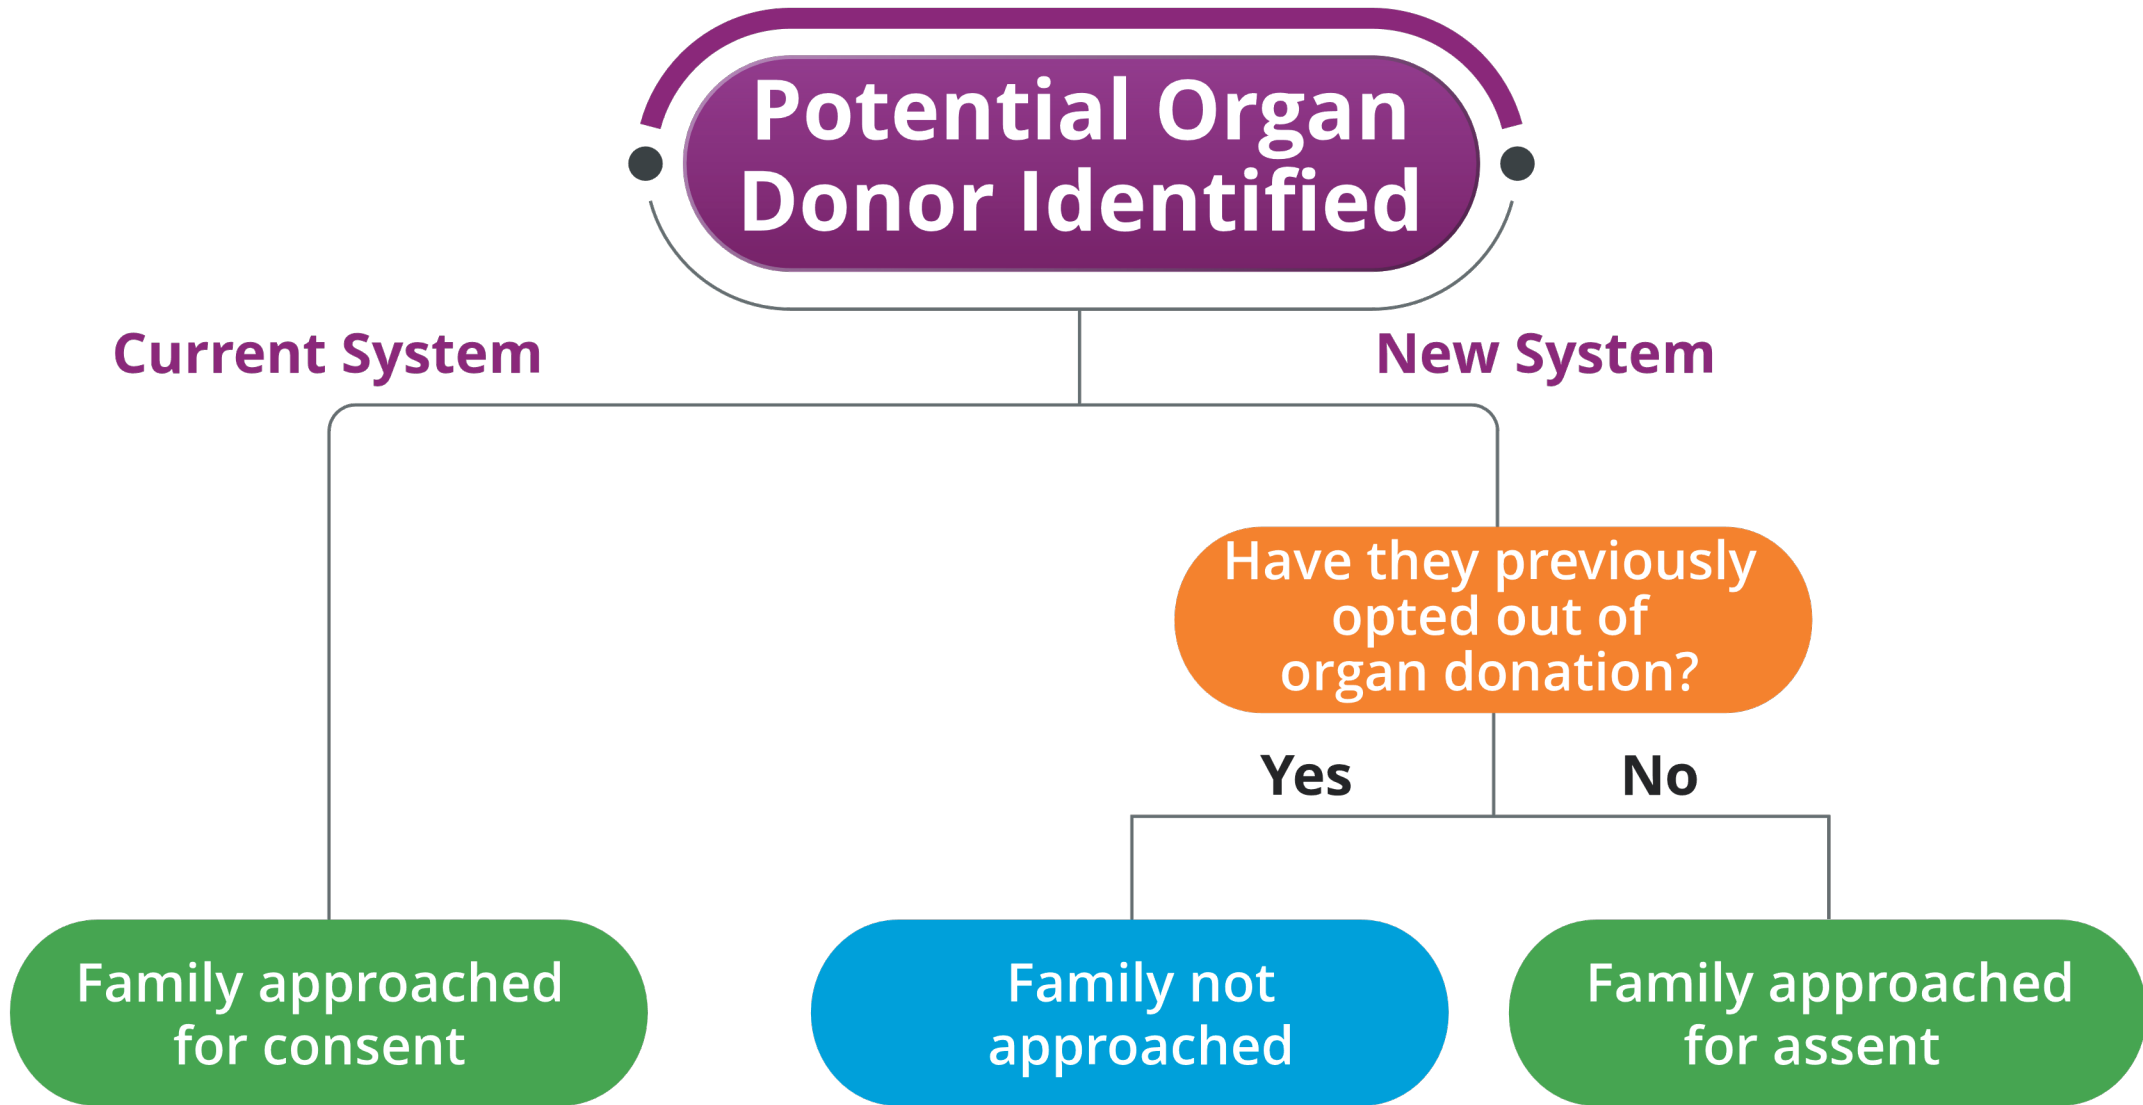 Potential Organ
Donor Identified
Current System
New System
Have they previously
opted out of
organ donation?
Yes
No
Family approached
for consent
Family not
approached
Family approached
for assent